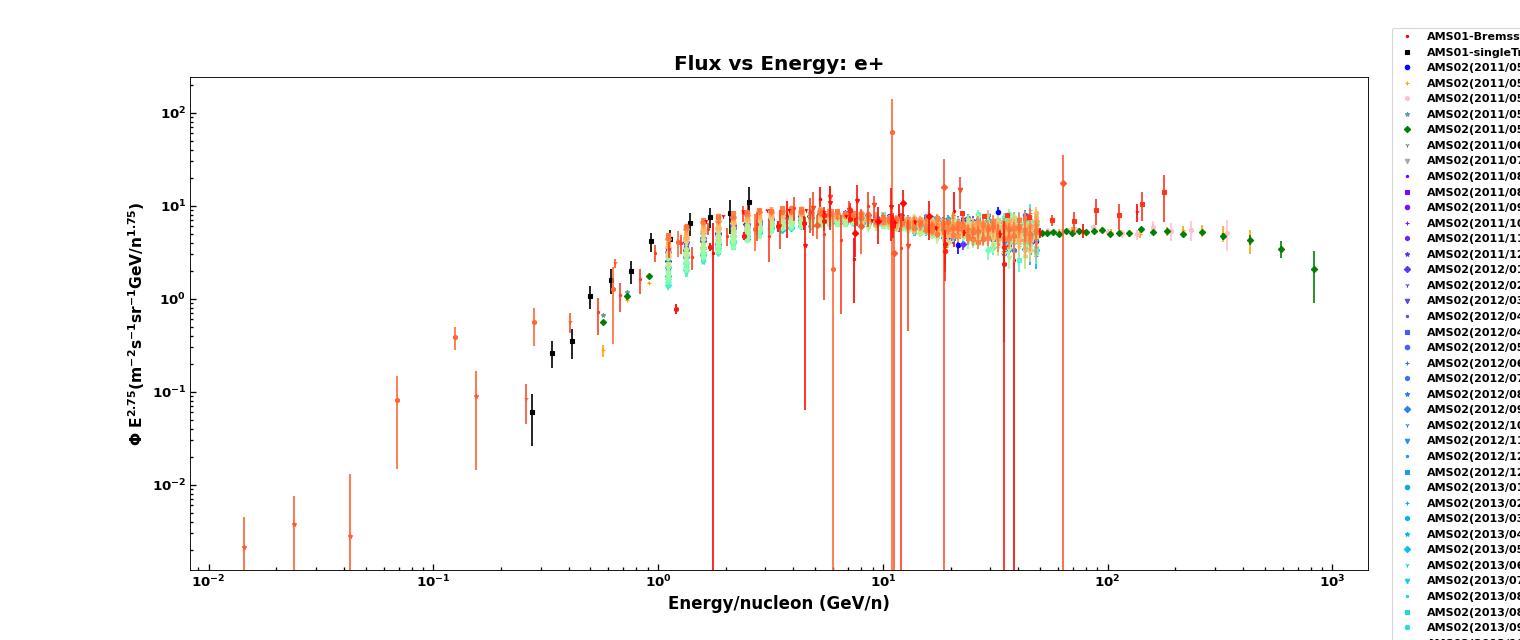 Flux vs Energy: e+
Φ E^2.75(m^−2s^−1sr^−1GeV/n^1.75)
10^2
10^1
10^0
10^−1
10^−2
10^−2 10^−1 10^0 10^1 10^2 10^3
Energy/nucleon (GeV/n)
AMS01-Bremss
AMS01-singleTr
AMS02(2011/05
AMS02(2011/05
AMS02(2011/05
AMS02(2011/05
AMS02(2011/05
AMS02(2011/06
AMS02(2011/07
AMS02(2011/08
AMS02(2011/08
AMS02(2011/09
AMS02(2011/10
AMS02(2011/11
AMS02(2011/12
AMS02(2012/01
AMS02(2012/02
AMS02(2012/03
AMS02(2012/04
AMS02(2012/04
AMS02(2012/05
AMS02(2012/06
AMS02(2012/07
AMS02(2012/08
AMS02(2012/09
AMS02(2012/10
AMS02(2012/11
AMS02(2012/12
AMS02(2012/12
AMS02(2013/01
AMS02(2013/02
AMS02(2013/03
AMS02(2013/04
AMS02(2013/05
AMS02(2013/06
AMS02(2013/07
AMS02(2013/08
AMS02(2013/08
AMS02(2013/09